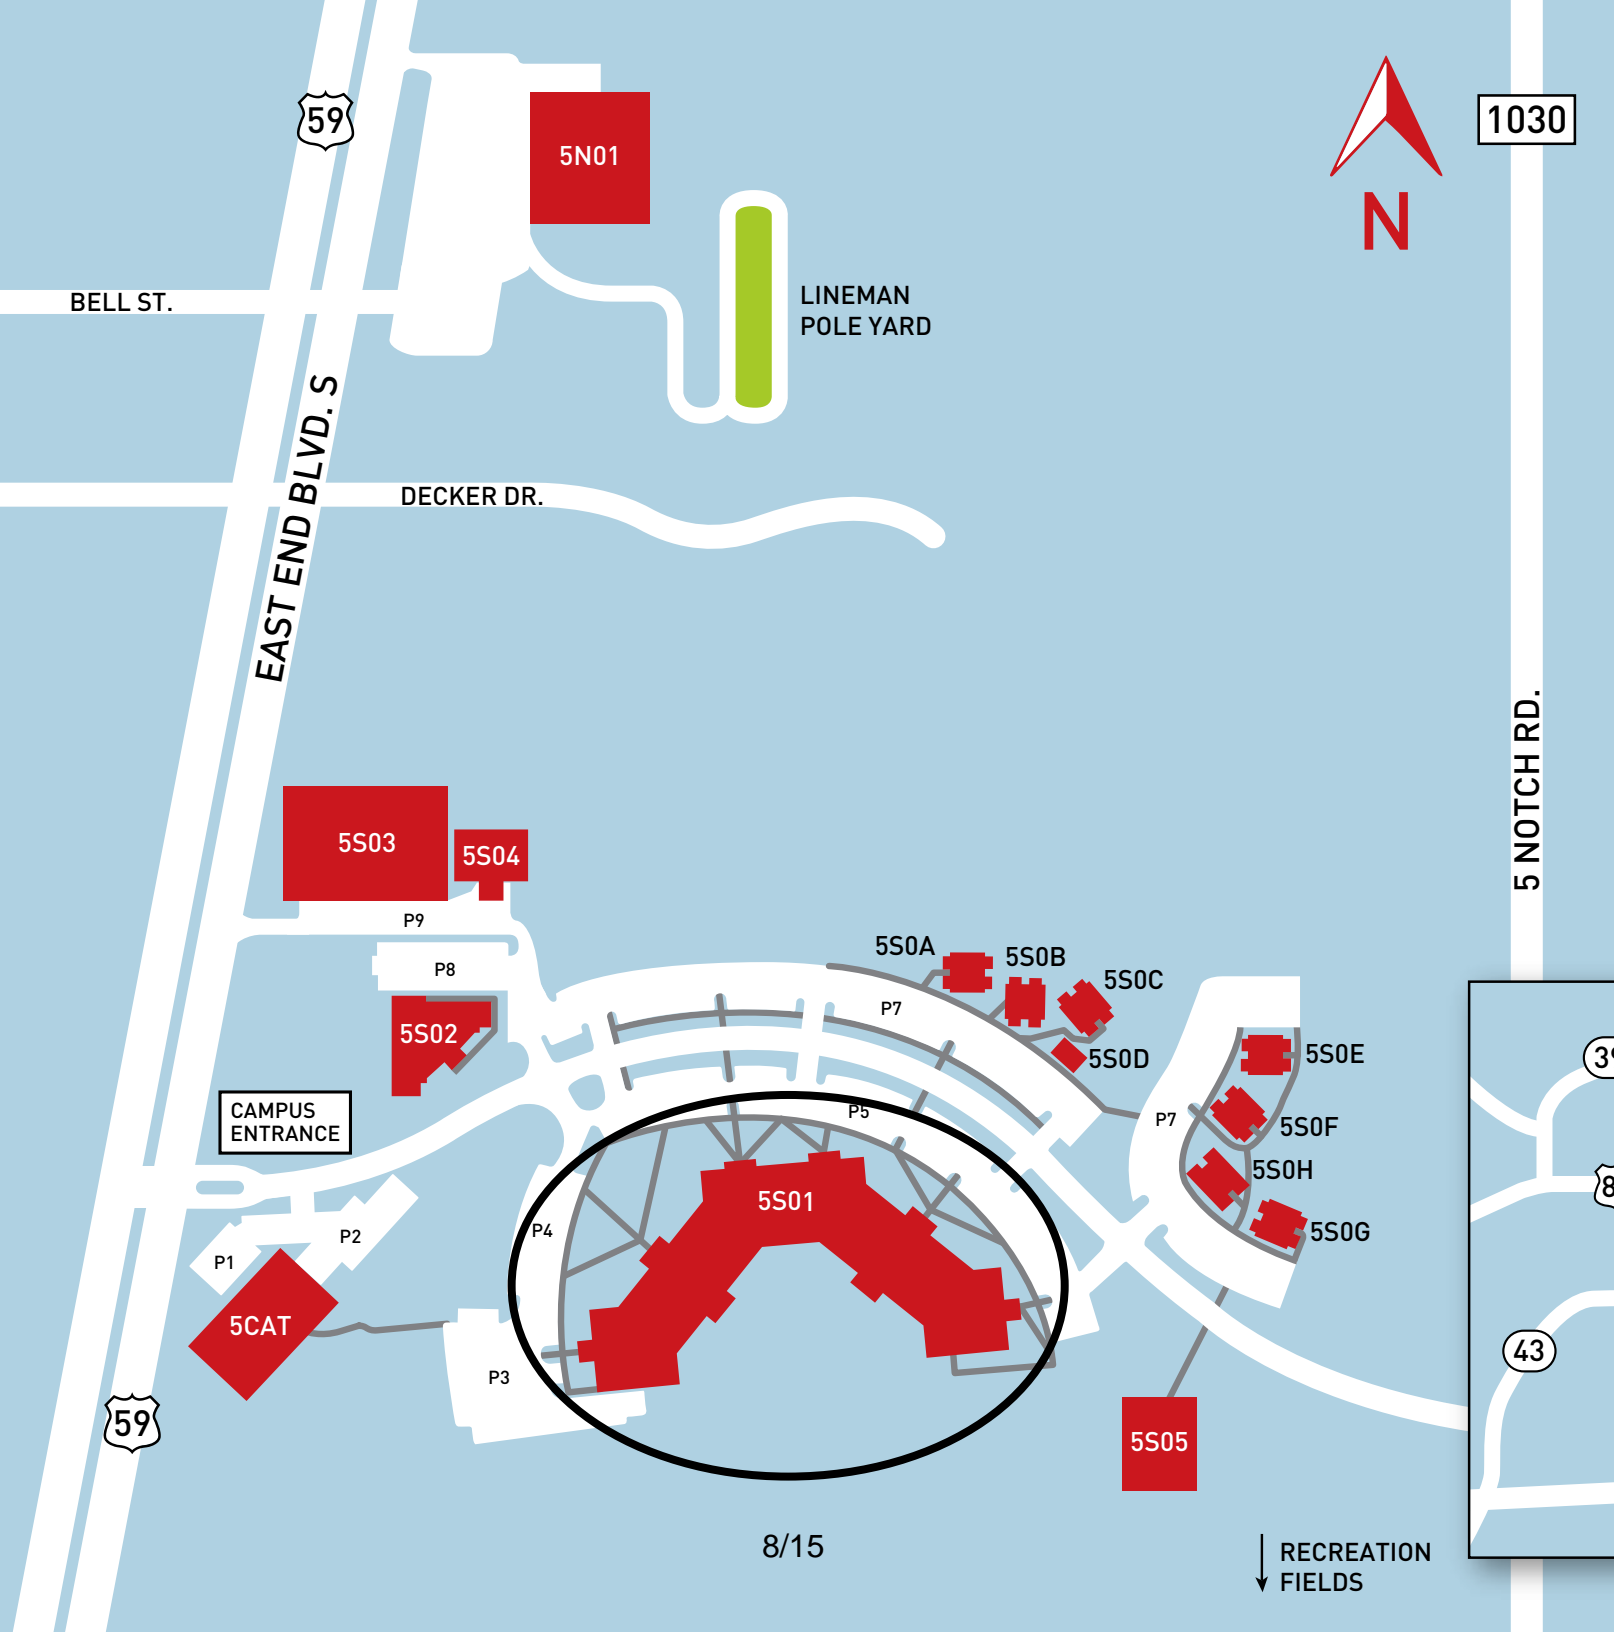 59
1030
5N01
N
LINEMAN
POLE YARD
BELL ST.
EAST END BLVD. S
DECKER DR.
5 NOTCH RD.
5S03
5S04
P9
P8
5S02
5S0A
5S0B
5S0C
P7
5S0D
5S0E
CAMPUS
ENTRANCE
P5
P7
5S0F
5S0H
5S01
P4
P2
P1
5S0G
5CAT
P3
43
59
5S05
8/15
RECREATION
FIELDS